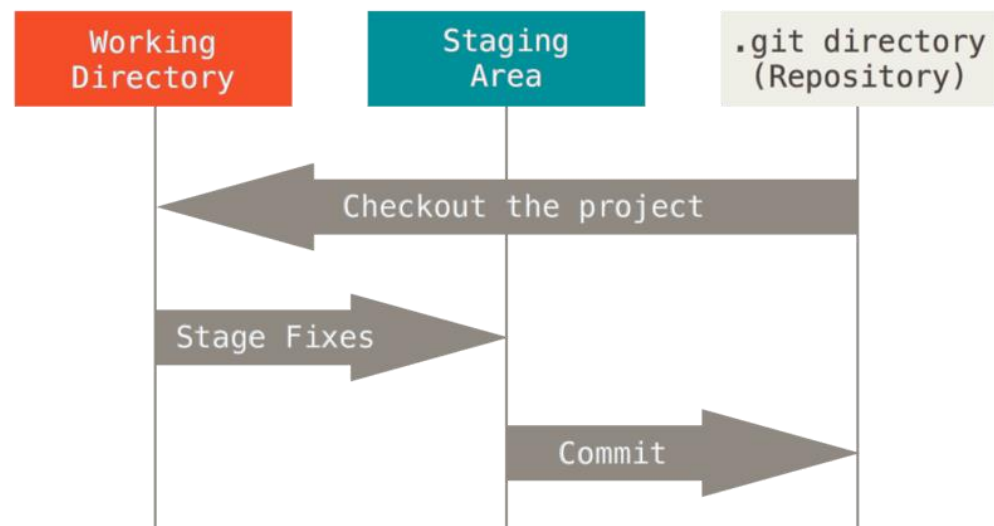 Working
Directory
Staging
Area
.git directory
(Repository)
Checkout the project
Stage Fixes
Commit